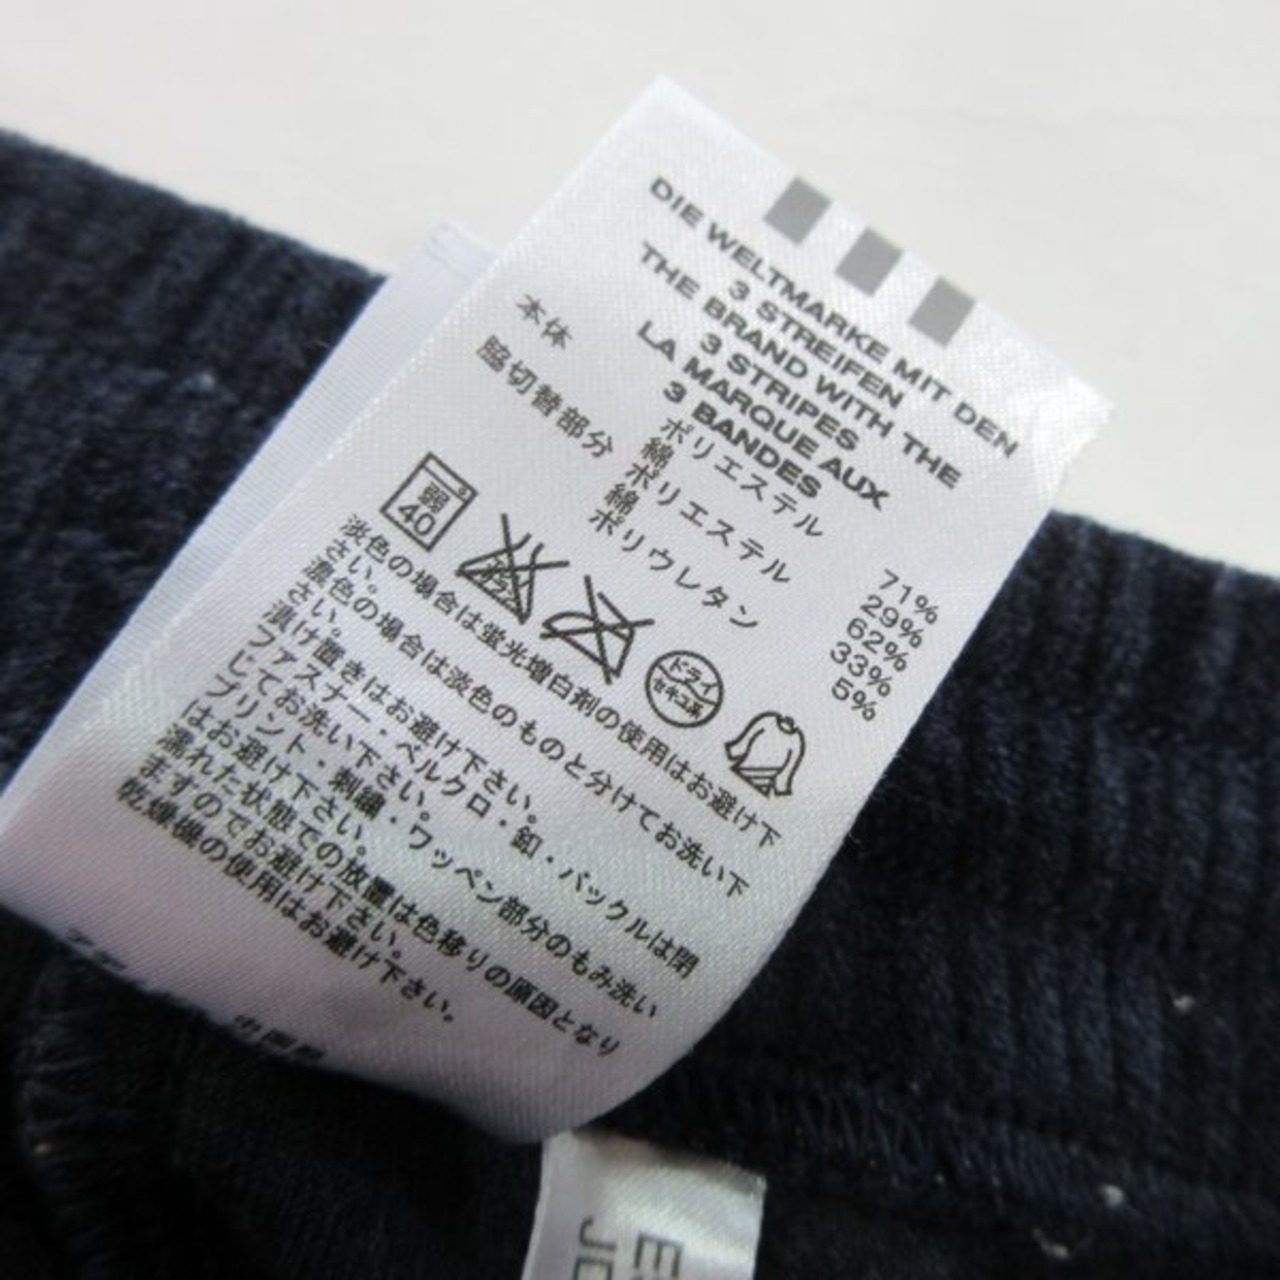 DIE WELTMARKE MIT DEN
3 STREIFEN
THE BRAND WITH THE
3 STRIPES
LA MARQUE AUX
3 BANDES
本体 ポリエステル 71%
綿 29%
脇切替部分 ポリエステル 62%
綿 33%
ポリウレタン 5%
弱
40
エンソ
サラシ
ドライ
セキユ系
淡色の場合は蛍光増白剤の使用はお避け下
さい。
濃色の場合は淡色のものと分けてお洗い下
さい。
漬け置きはお避け下さい。
ファスナー・ベルクロ・釦・バックルは閉
じてお洗い下さい。
プリント・刺繍・ワッペン部分のもみ洗い
はお避け下さい。
濡れた状態での放置は色移りの原因となり
ますのでお避け下さい。
乾燥機の使用はお避け下さい。
中国製